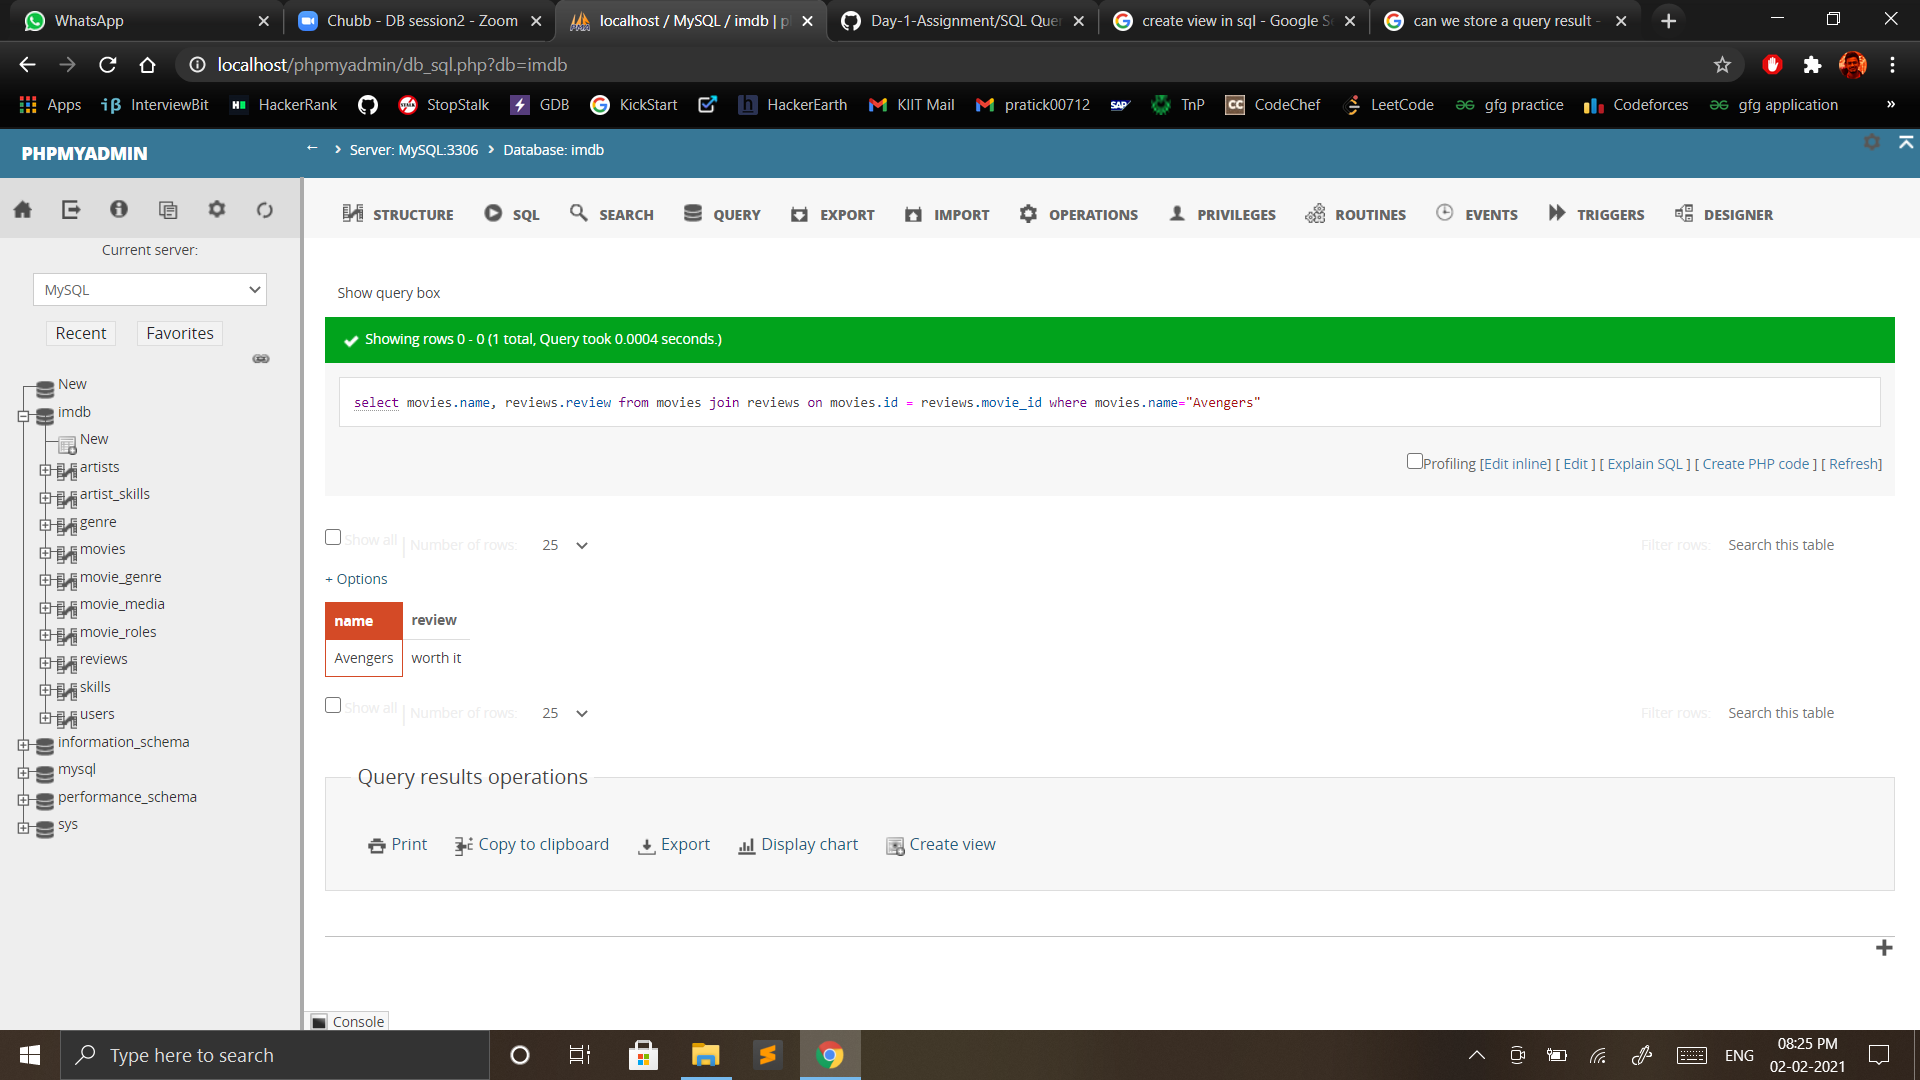 WhatsApp
Chubb - DB session2 - Zoom
localhost / MySQL / imdb | p
Day-1-Assignment/SQL Que
create view in sql - Google S
can we store a query result -
localhost/phpmyadmin/db_sql.php?db=imdb
Apps InterviewBit HackerRank StopStalk GDB KickStart HackerEarth KIIT Mail pratick00712 SAP TnP CC CodeChef LeetCode gfg practice Codeforces gfg application »
PHPMYADMIN
Server: MySQL:3306 Database: imdb
STRUCTURE SQL SEARCH QUERY EXPORT IMPORT OPERATIONS PRIVILEGES ROUTINES EVENTS TRIGGERS DESIGNER
Current server:
MySQL
Recent Favorites
New
imdb
New
artists
artist_skills
genre
movies
movie_genre
movie_media
movie_roles
reviews
skills
users
information_schema
mysql
performance_schema
sys
Show query box
Showing rows 0 - 0 (1 total, Query took 0.0004 seconds.)
select movies.name, reviews.review from movies join reviews on movies.id = reviews.movie_id where movies.name="Avengers"
Profiling [Edit inline] [ Edit ] [ Explain SQL ] [ Create PHP code ] [ Refresh]
Show all | Number of rows: 25 Filter rows: Search this table
+ Options
name review
Avengers worth it
Show all | Number of rows: 25 Filter rows: Search this table
Query results operations
Print Copy to clipboard Export Display chart Create view
Console
Type here to search
ENG
08:25 PM
02-02-2021